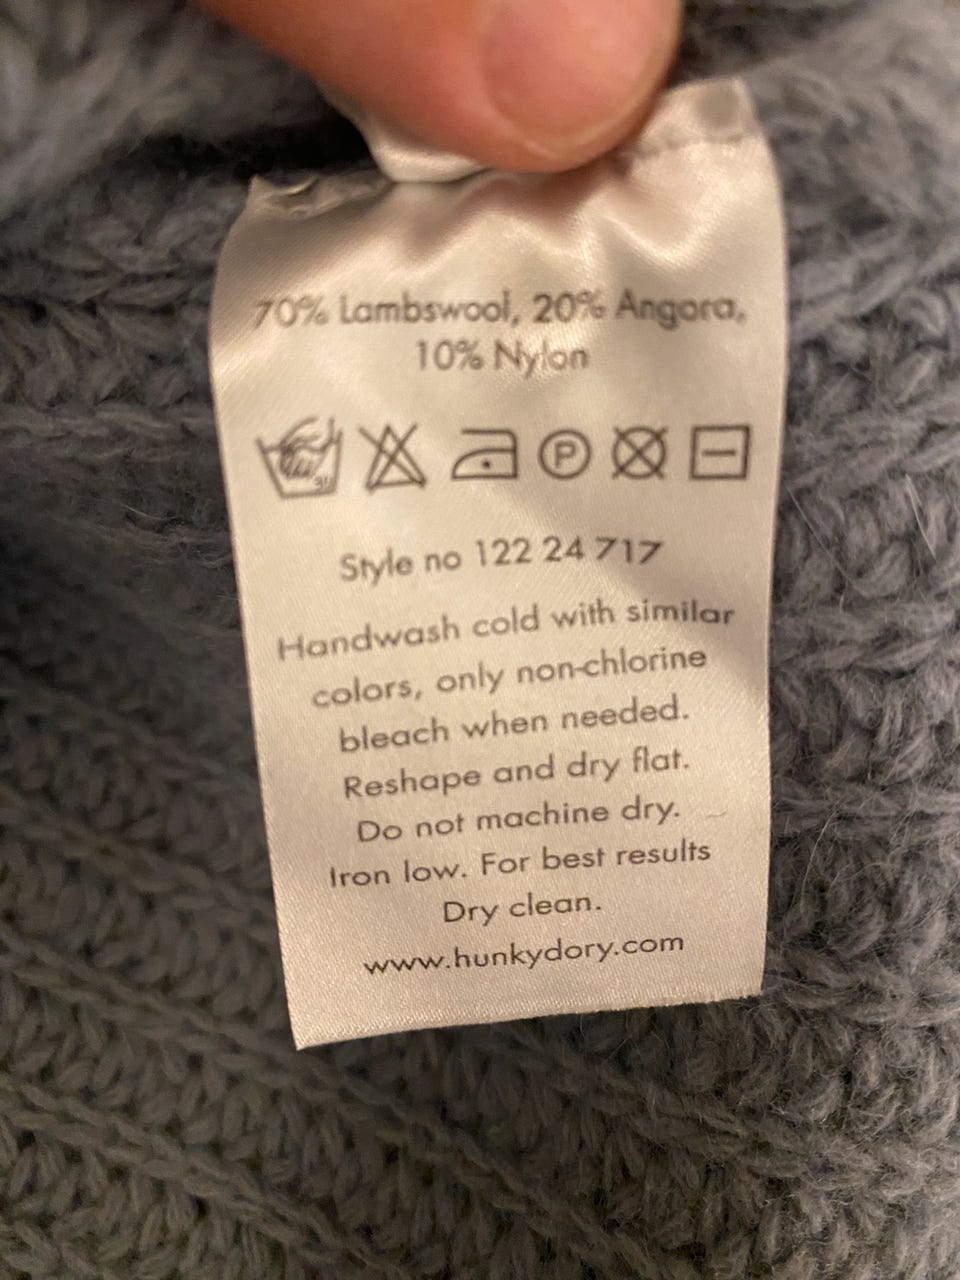 70% Lambswool, 20% Angora,
10% Nylon
30
P
Style no 122 24 717
Handwash cold with similar
colors, only non-chlorine
bleach when needed.
Reshape and dry flat.
Do not machine dry.
Iron low. For best results
Dry clean.
www.hunkydory.com